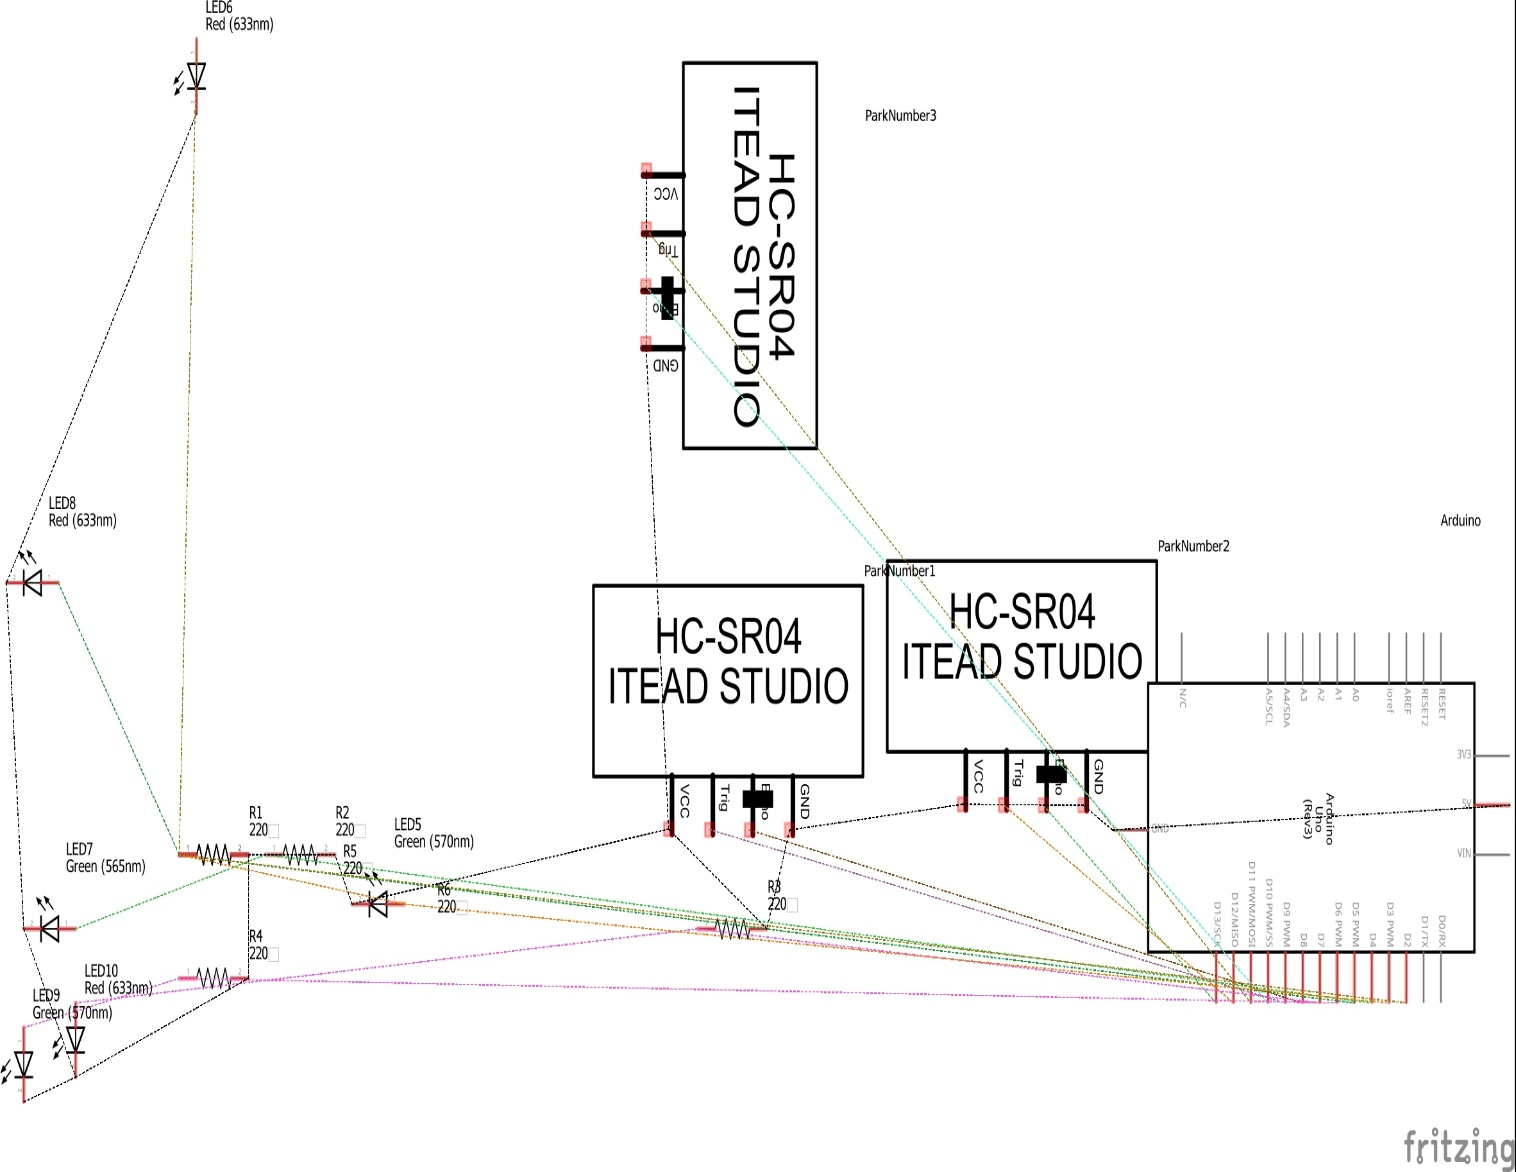 LED6
Red (633nm)
ParkNumber3
HC-SR04
ITEAD STUDIO
VCC
Trig
GND
LED8
Red (633nm)
Arduino
ParkNumber2
ParkNumber1
HC-SR04
ITEAD STUDIO
HC-SR04
ITEAD STUDIO
N/C
A5/SCL
A4/SDA
A3
A2
A1
A0
ioref
AREF
RESET2
RESET
3V3
5V
VIN
GND
Arduino
Uno
(Rev3)
VCC
Trig
GND
VCC
Trig
GND
R1
220
R2
220
LED5
Green (570nm)
R5
220
LED7
Green (565nm)
R6
220
R3
220
R4
220
LED10
Red (633nm)
LED9
Green (570nm)
D13/SCK
D12/MISO
D11 PWM/MOSI
D10 PWM/SS
D9 PWM
D8
D7
D6 PWM
D5 PWM
D4
D3 PWM
D2
D1/TX
D0/RX
fritzing